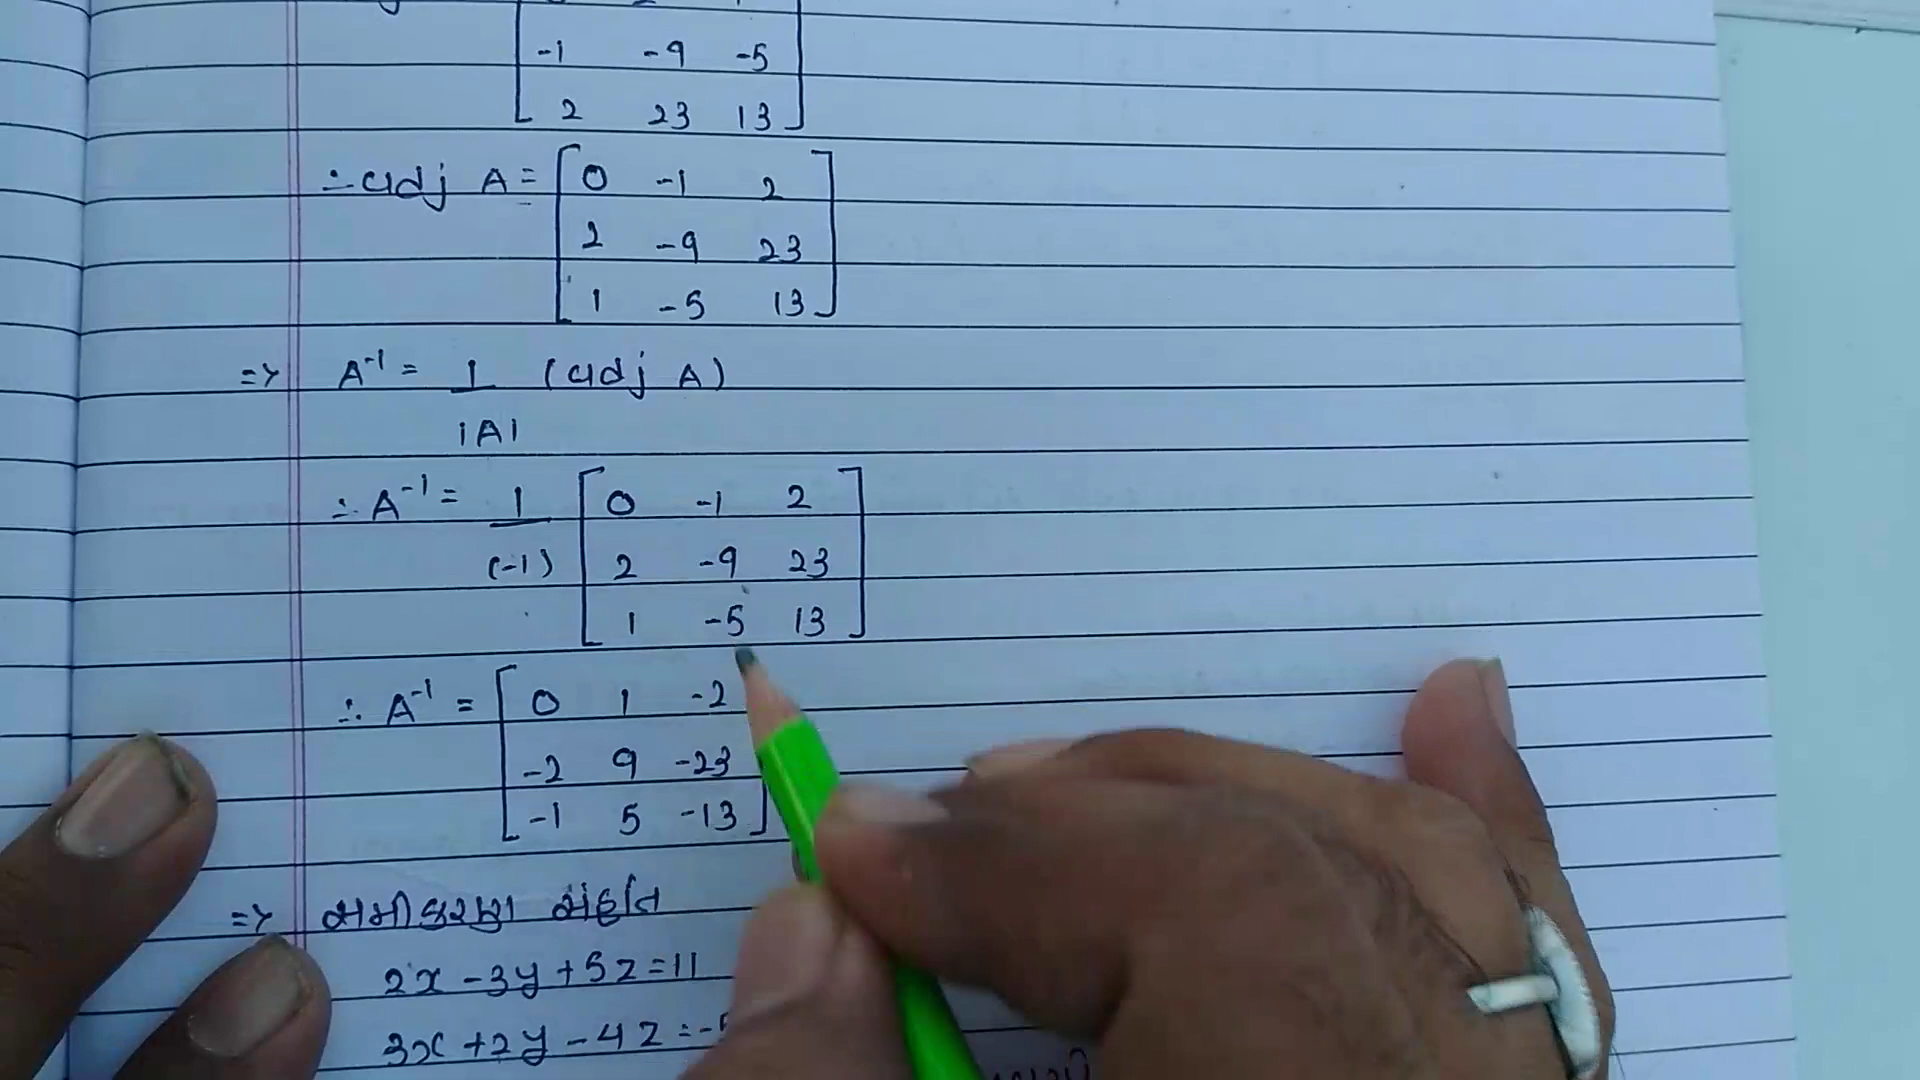 -1 -9 -5
2 23 13
∴ adj A = [0 -1 2
2 -9 23
1 -5 13]
=> A⁻¹ = 1 (adj A)
|A|
∴ A⁻¹ = 1 [0 -1 2
(-1) 2 -9 23
1 -5 13]
∴ A⁻¹ = [0 1 -2
-2 9 -23
-1 5 -13]
=> સમીકરણ સંહતિ
2x - 3y + 5z = 11
3x + 2y - 4z = -5